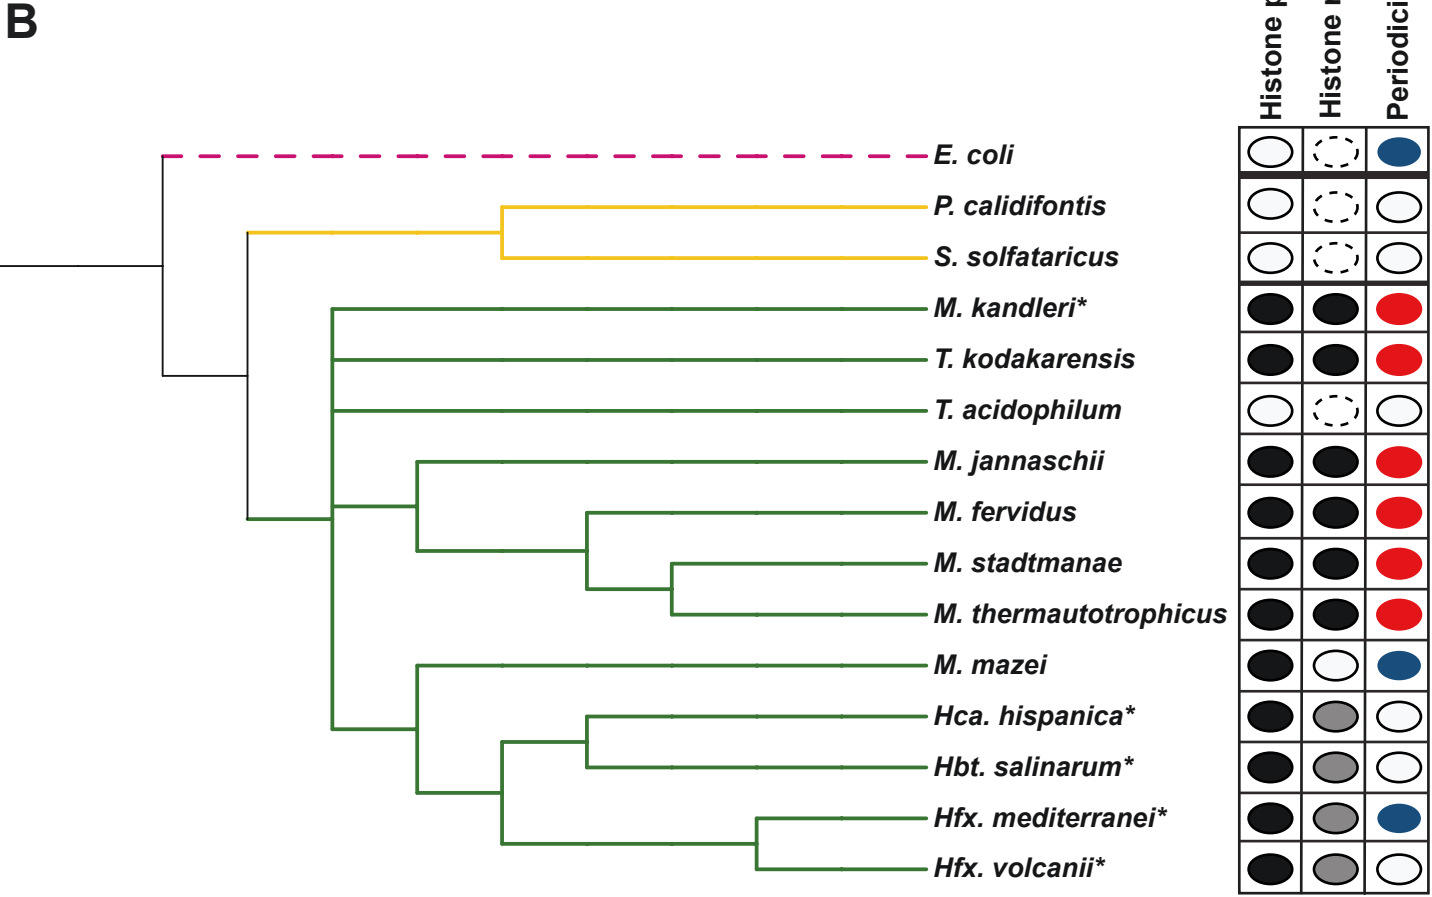 B
Histone
Histone
E. coli
P. calidifontis
S. solfataricus
M. kandleri*
T. kodakarensis
T. acidophilum
M. jannaschii
M. fervidus
M. stadtmanae
M. thermautotrophicus
M. mazei
Hca. hispanica*
Hbt. salinarum*
Hfx. mediterranei*
Hfx. volcanii*